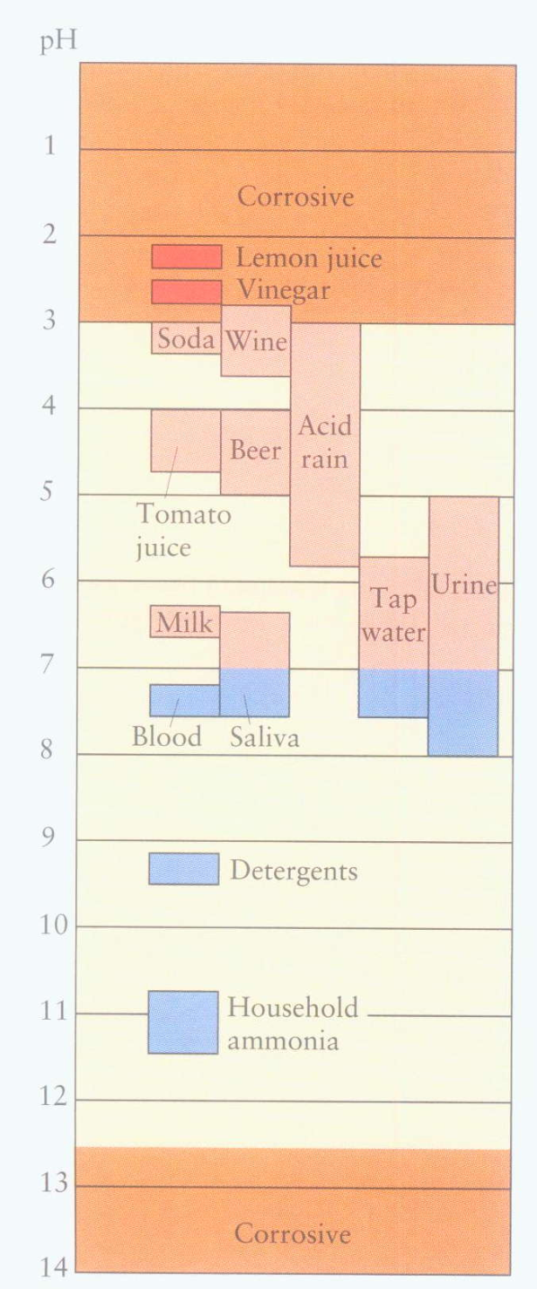 pH
1
Corrosive
2
Lemon juice
Vinegar
3
Soda
Wine
4
Acid
rain
Beer
5
Tomato
juice
6
Urine
Tap
water
Milk
7
Blood
Saliva
8
9
Detergents
10
11
Household
ammonia
12
13
Corrosive
14